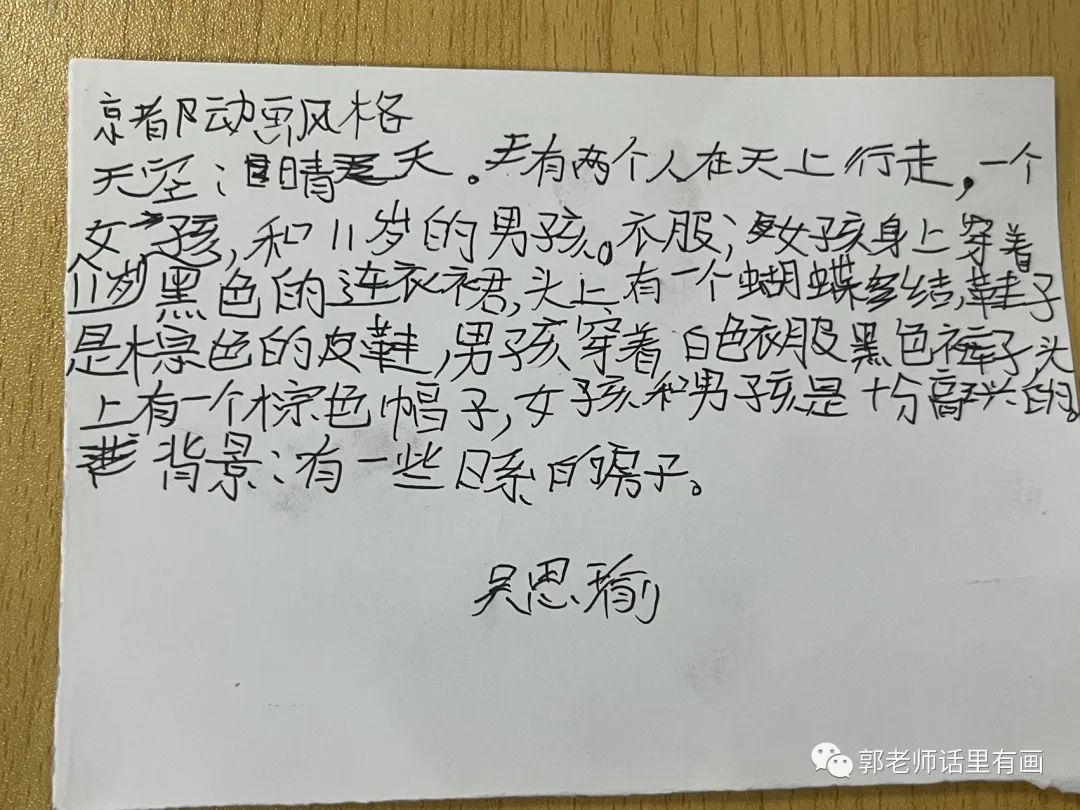 京都动画风格
天空：晴天。有两个人在天上行走，一个
女孩，和11岁的男孩。衣服；女孩身上穿着
11岁黑色的连衣裙，头上有一个蝴蝶结，鞋子
是棕色的皮鞋，男孩穿着白色衣服黑色裤子头
上有一个棕色帽子，女孩和男孩是十分高兴的。
背景：有一些日系的房子。
吴思瑜
郭老师话里有画